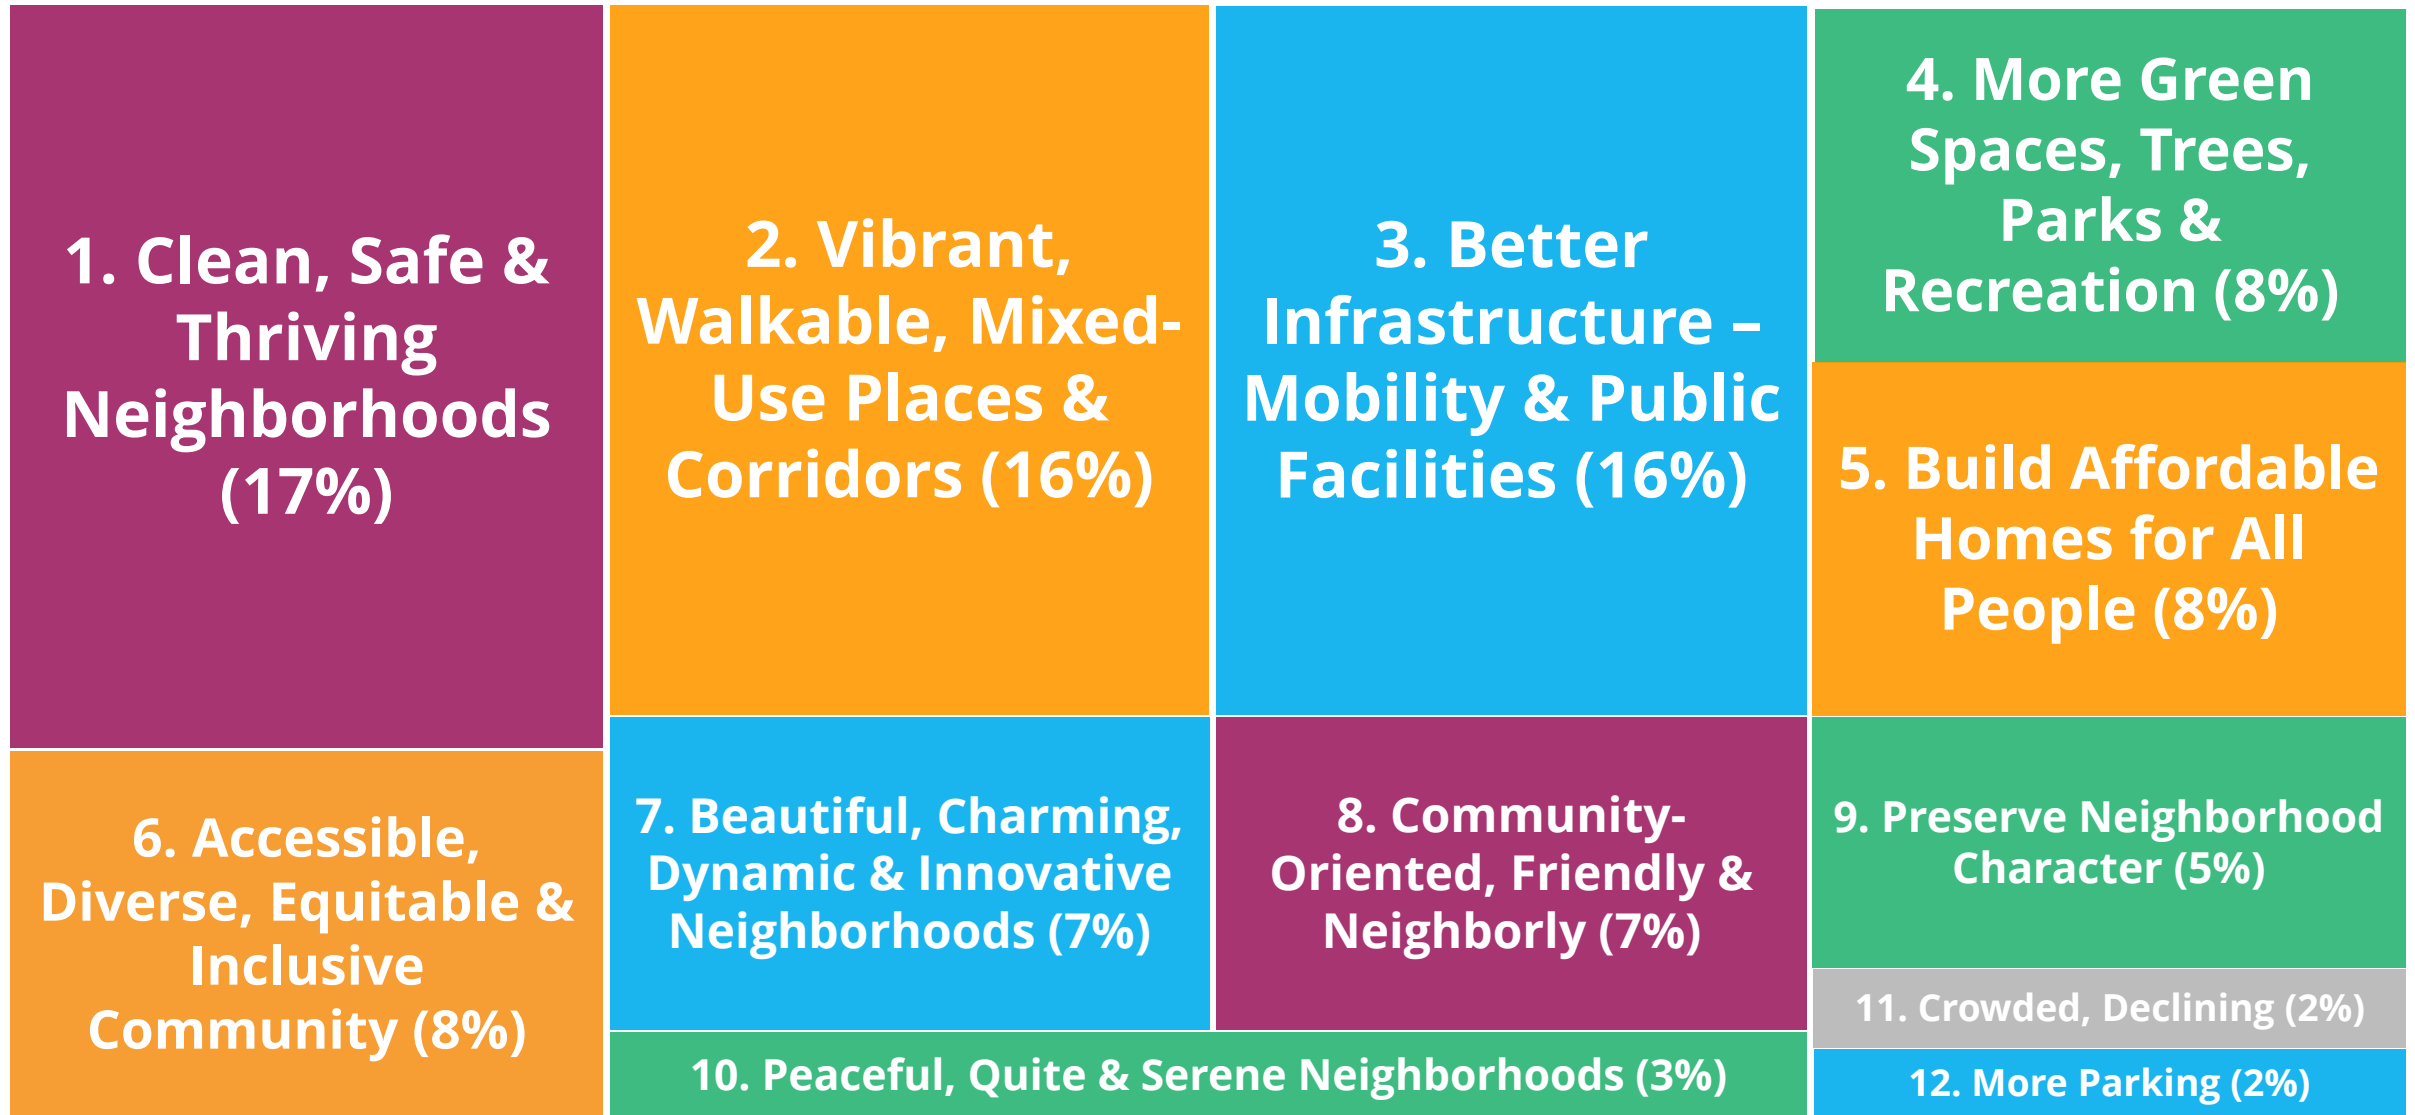 1. Clean, Safe &
Thriving
Neighborhoods
(17%)
2. Vibrant,
Walkable, Mixed-
Use Places &
Corridors (16%)
3. Better
Infrastructure –
Mobility & Public
Facilities (16%)
4. More Green
Spaces, Trees,
Parks &
Recreation (8%)
5. Build Affordable
Homes for All
People (8%)
6. Accessible,
Diverse, Equitable &
Inclusive
Community (8%)
7. Beautiful, Charming,
Dynamic & Innovative
Neighborhoods (7%)
8. Community-
Oriented, Friendly &
Neighborly (7%)
9. Preserve Neighborhood
Character (5%)
10. Peaceful, Quite & Serene Neighborhoods (3%)
11. Crowded, Declining (2%)
12. More Parking (2%)